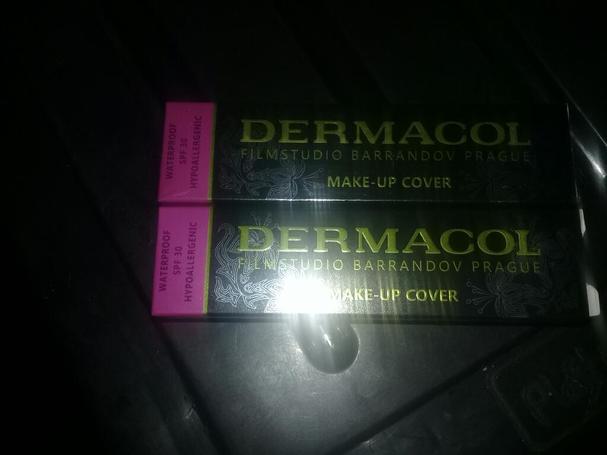 WATERPROOF
SPF 30
HYPOALLERGENIC
DERMACOL
FILMSTUDIO BARRANDOV PRAGUE
MAKE-UP COVER
WATERPROOF
SPF 30
HYPOALLERGENIC
DERMACOL
FILMSTUDIO BARRANDOV PRAGUE
MAKE-UP COVER